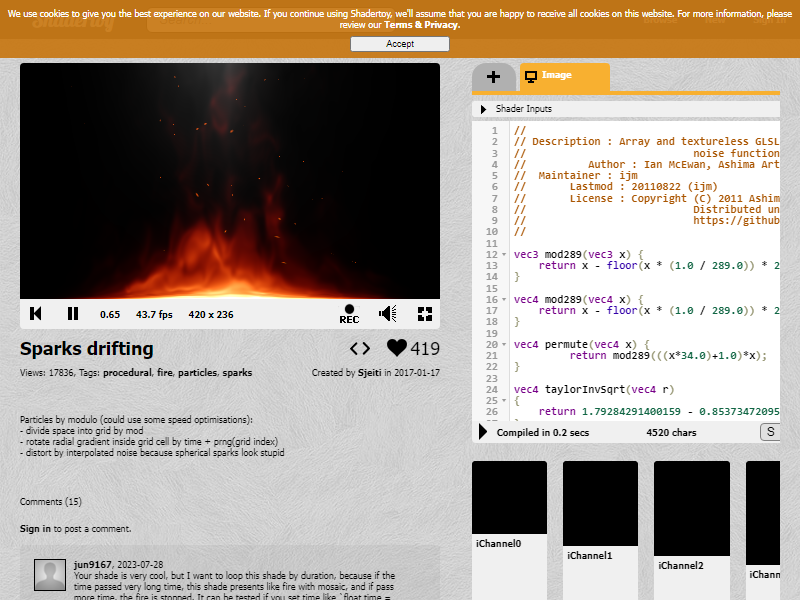 We use cookies to give you the best experience on our website. If you continue using Shadertoy, we'll assume that you are happy to receive all cookies on this website. For more information, please
review our Terms & Privacy.
Accept
Image
Shader Inputs
1 //
2 // Description : Array and textureless GLSL
3 // noise function
4 // Author : Ian McEwan, Ashima Art
5 // Maintainer : ijm
6 // Lastmod : 20110822 (ijm)
7 // License : Copyright (C) 2011 Ashim
8 // Distributed un
9 // https://github
10 //
11
12 vec3 mod289(vec3 x) {
13 return x - floor(x * (1.0 / 289.0)) * 2
14 }
15
16 vec4 mod289(vec4 x) {
17 return x - floor(x * (1.0 / 289.0)) * 2
18 }
19
20 vec4 permute(vec4 x) {
21 return mod289(((x*34.0)+1.0)*x);
22 }
23
24 vec4 taylorInvSqrt(vec4 r)
25 {
26 return 1.79284291400159 - 0.85373472095
Compiled in 0.2 secs
4520 chars
S
0.65
43.7 fps
420 x 236
REC
Sparks drifting
419
Views: 17836, Tags: procedural, fire, particles, sparks
Created by Sjeiti in 2017-01-17
Particles by modulo (could use some speed optimisations):
- divide space into grid by mod
- rotate radial gradient inside grid cell by time + prng(grid index)
- distort by interpolated noise because spherical sparks look stupid
Comments (15)
Sign in to post a comment.
jun9167, 2023-07-28
Your shade is very cool, but I want to loop this shade by duration, because if the
time passed very long time, this shade presents like fire with mosaic, and if pass
more time, the fire is stopped. It can be tested if you set time like `float time =
iChannel0
iChannel1
iChannel2
iChann